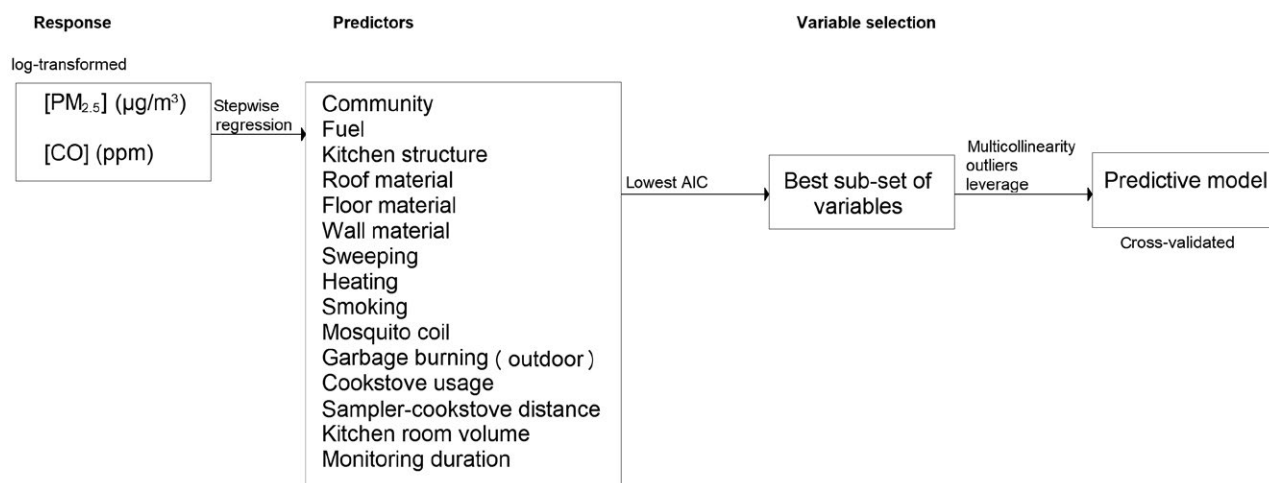 Response
Predictors
Variable selection
log-transformed
[PM2.5] (µg/m³)
[CO] (ppm)
Stepwise
regression
Community
Fuel
Kitchen structure
Roof material
Floor material
Wall material
Sweeping
Heating
Smoking
Mosquito coil
Garbage burning ( outdoor )
Cookstove usage
Sampler-cookstove distance
Kitchen room volume
Monitoring duration
Lowest AIC
Best sub-set of
variables
Multicollinearity
outliers
leverage
Predictive model
Cross-validated